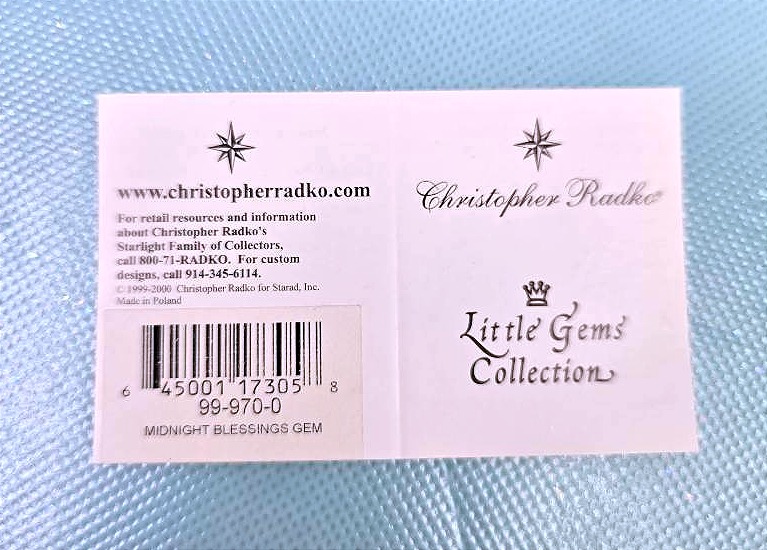 www.christopherradko.com
For retail resources and information
about Christopher Radko's
Starlight Family of Collectors,
call 800-71-RADKO. For custom
designs, call 914-345-6114.
© 1999-2000 Christopher Radko for Starad, Inc.
Made in Poland
6 45001 17305 8
99-970-0
MIDNIGHT BLESSINGS GEM
Christopher Radko®
Little Gems
Collection